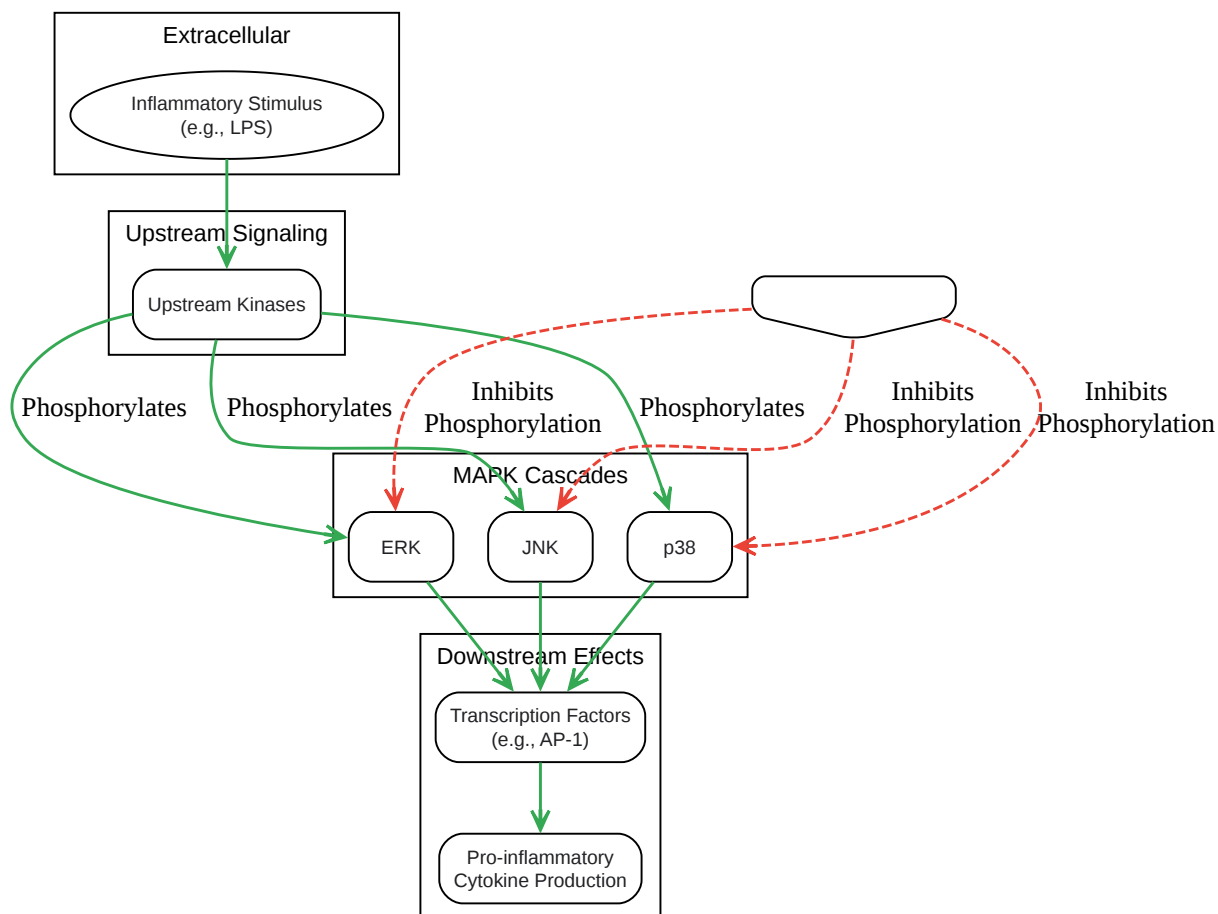 Extracellular
Inflammatory Stimulus
(e.g., LPS)
Upstream Signaling
Upstream Kinases
Phosphorylates
Phosphorylates
Inhibits
Phosphorylation
Phosphorylates
Inhibits
Phosphorylation
Inhibits
Phosphorylation
MAPK Cascades
ERK
JNK
p38
Downstream Effects
Transcription Factors
(e.g., AP-1)
Pro-inflammatory
Cytokine Production